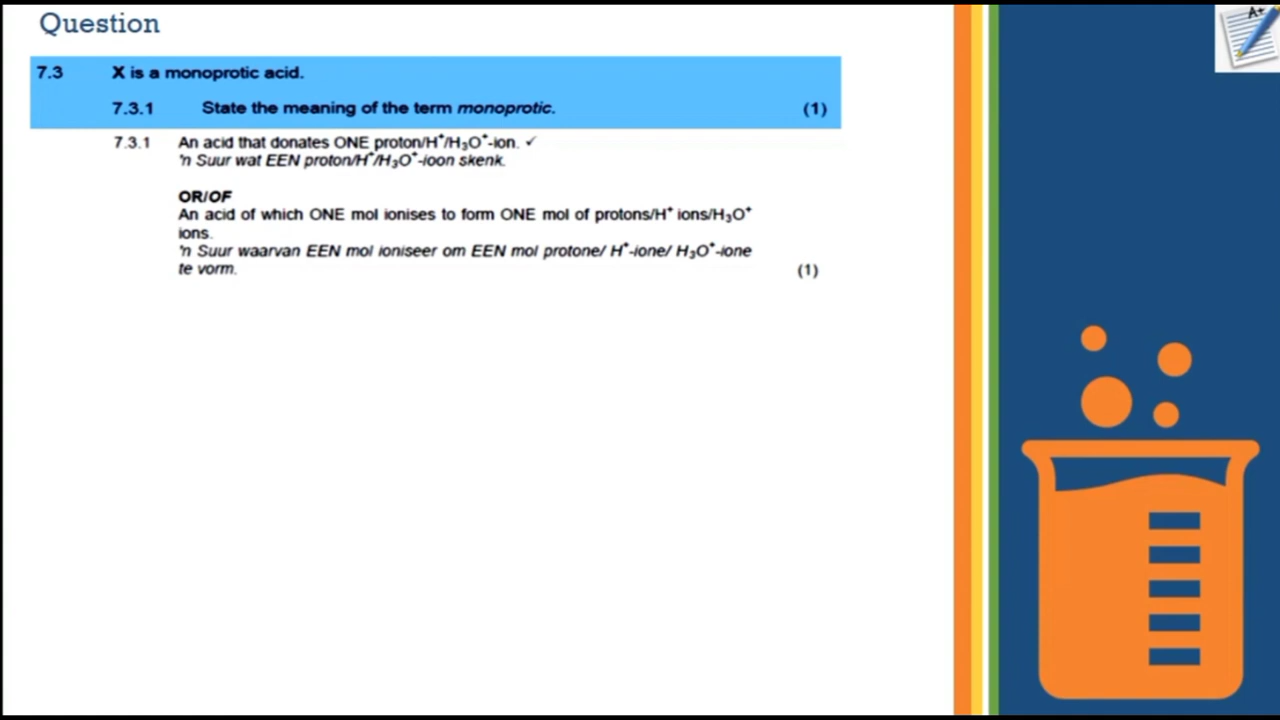 Question
A+
7.3 X is a monoprotic acid.
7.3.1 State the meaning of the term monoprotic. (1)
7.3.1 An acid that donates ONE proton/H⁺/H₃O⁺-ion. ✓
'n Suur wat EEN proton/H⁺/H₃O⁺-ioon skenk.
OR/OF
An acid of which ONE mol ionises to form ONE mol of protons/H⁺ ions/H₃O⁺
ions.
'n Suur waarvan EEN mol ioniseer om EEN mol protone/ H⁺-ione/ H₃O⁺-ione
te vorm. (1)